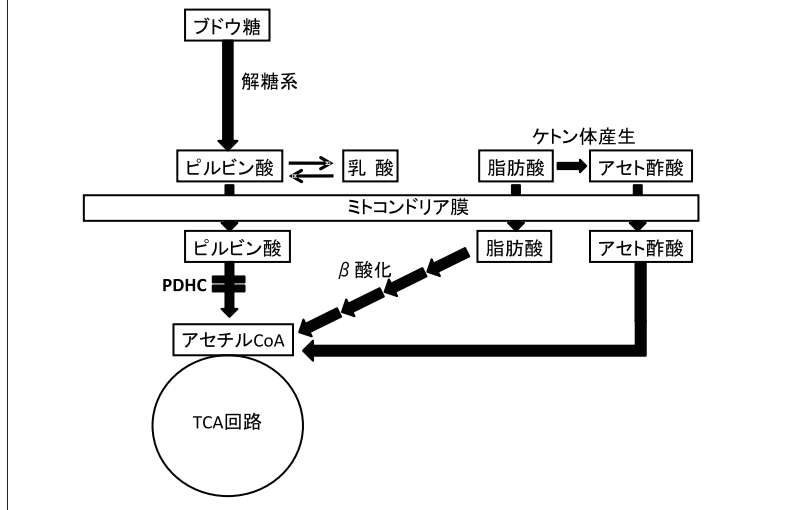 ブドウ糖
解糖系
ケトン体産生
ピルビン酸
乳 酸
脂肪酸
アセト酢酸
ミトコンドリア膜
ピルビン酸
脂肪酸
アセト酢酸
β酸化
PDHC
アセチルCoA
TCA回路